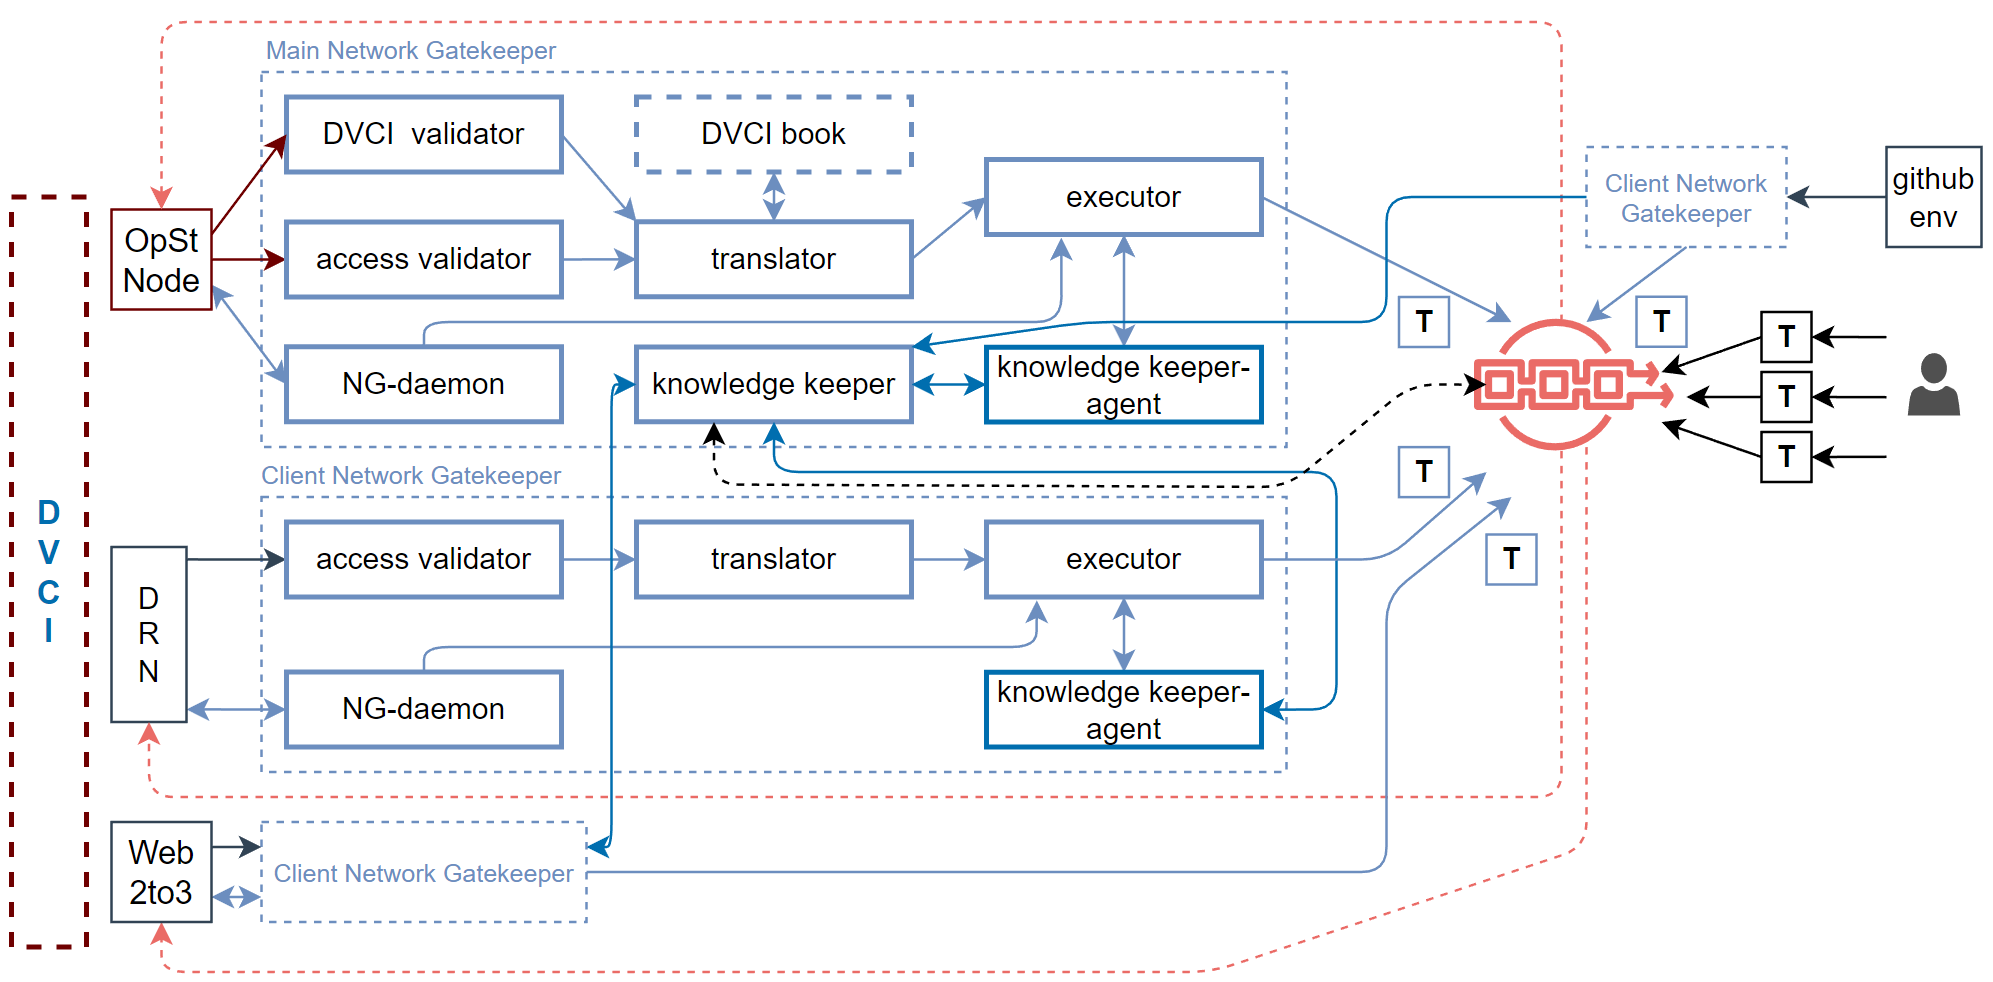 Main Network Gatekeeper
DVCI validator
DVCI book
executor
Client Network
Gatekeeper
github
env
OpSt
Node
access validator
translator
T
T
T
NG-daemon
knowledge keeper
knowledge keeper-
agent
T
T
Client Network Gatekeeper
T
D
V
C
I
access validator
translator
executor
T
D
R
N
NG-daemon
knowledge keeper-
agent
Web
2to3
Client Network Gatekeeper